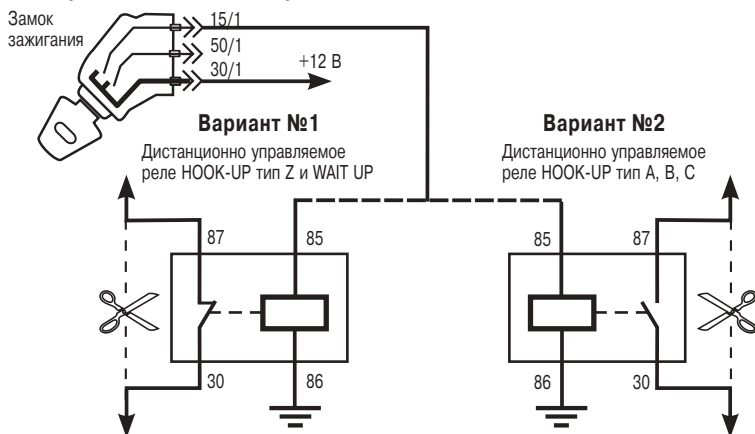 Замок
зажигания
15/1
50/1
30/1
+12 В
Вариант №1
Дистанционно управляемое
реле HOOK-UP тип Z и WAIT UP
Вариант №2
Дистанционно управляемое
реле HOOK-UP тип A, B, C
87
85
85
87
30
86
86
30